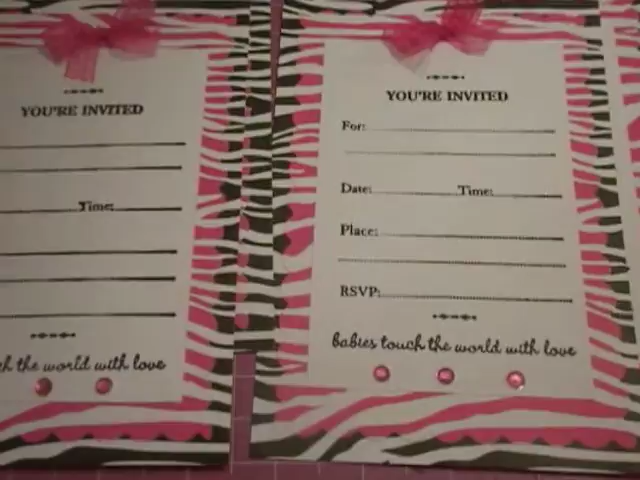 YOU'RE INVITED
Time:
ch the world with love
YOU'RE INVITED
For:
Date: Time:
Place:
RSVP:
babies touch the world with love